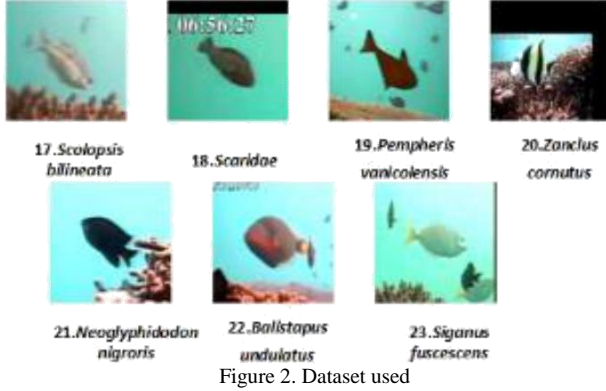 06:56:27
17.Scolopsis bilineata
18.Scaridae
19.Pempheris vanicolensis
20.Zanclus cornutus
21.Neoglyphidodon nigroris
22.Balistapus undulatus
23.Siganus fuscescens
Figure 2. Dataset used